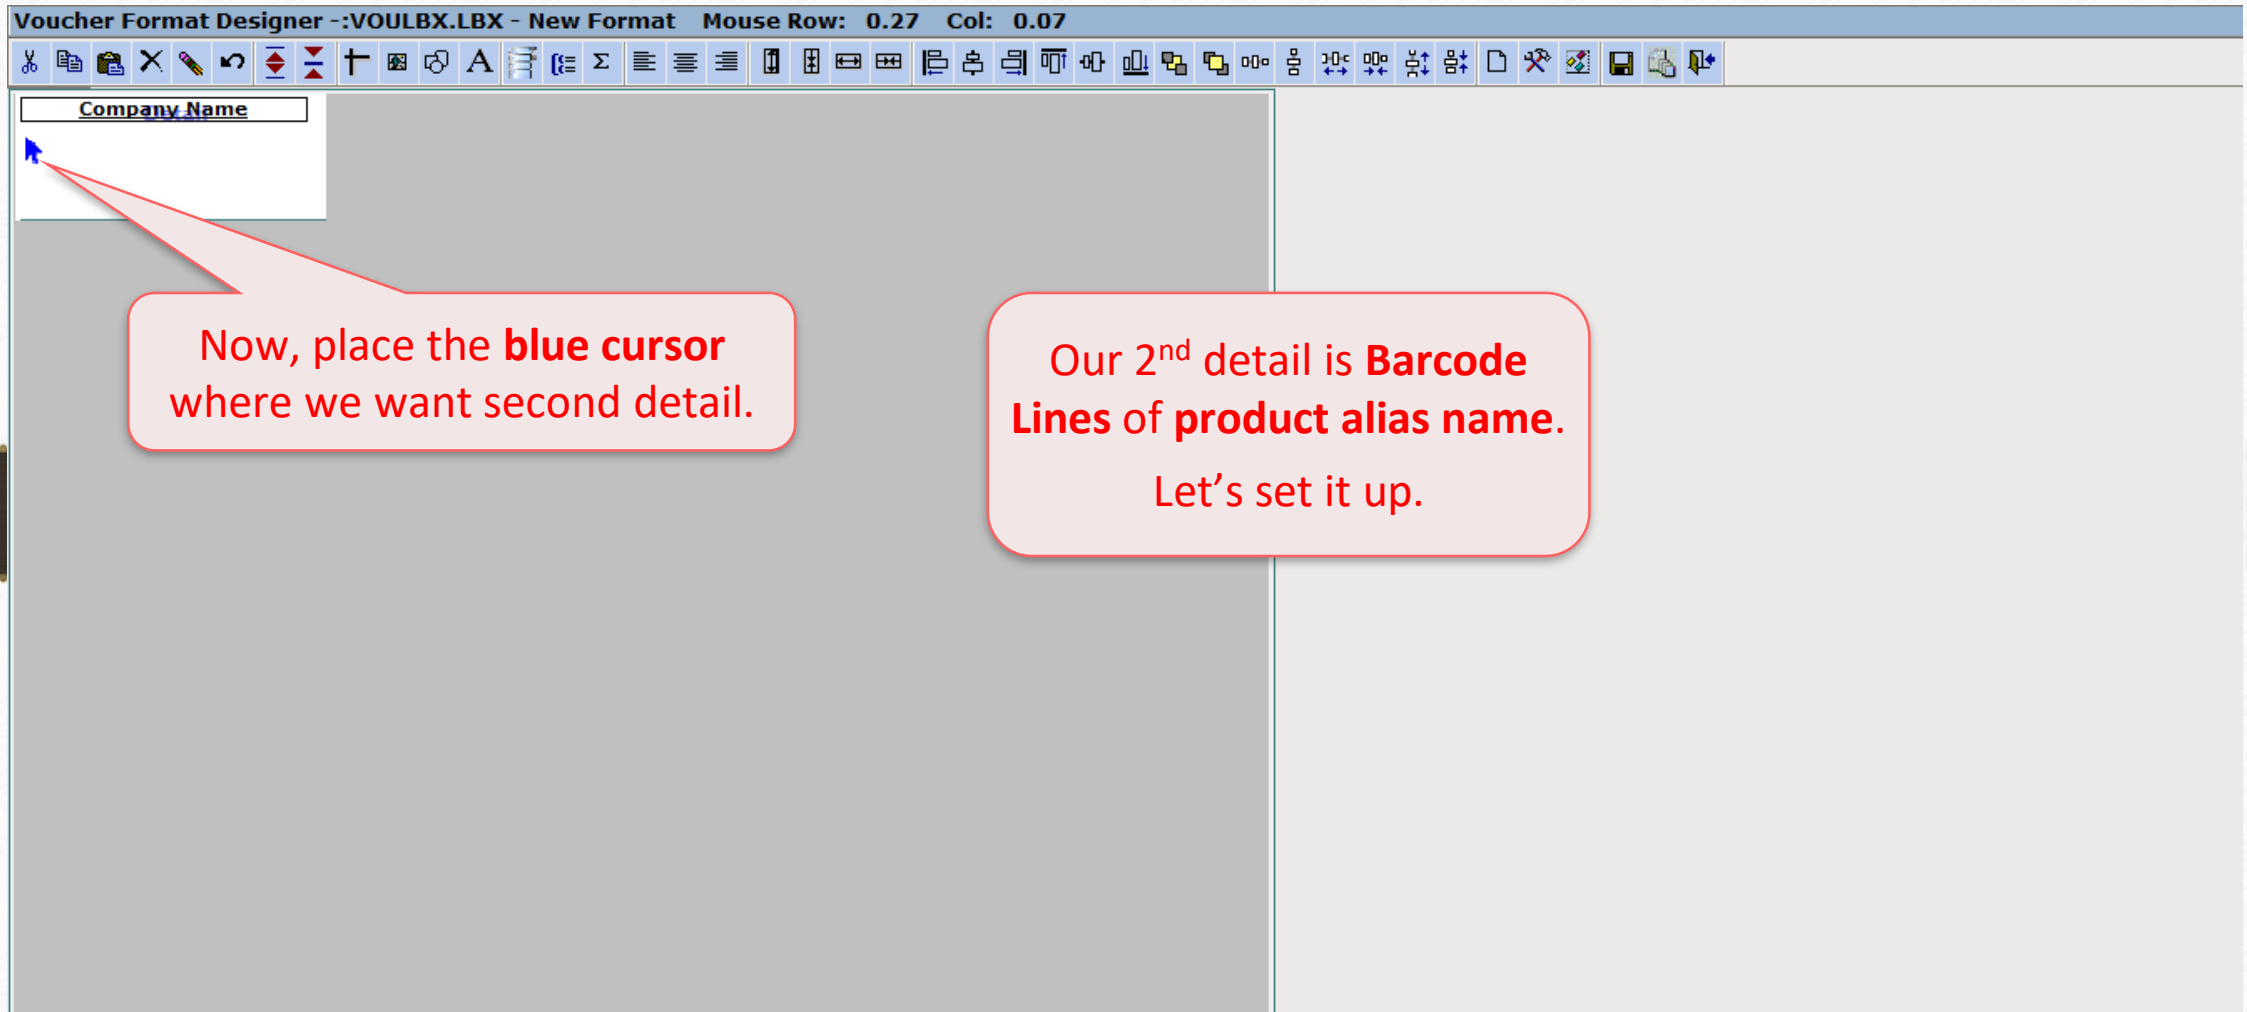 Voucher Format Designer -:VOULBX.LBX - New Format Mouse Row: 0.27 Col: 0.07
Company Name
Detail
Now, place the blue cursor
where we want second detail.
Our 2nd detail is Barcode
Lines of product alias name.
Let's set it up.